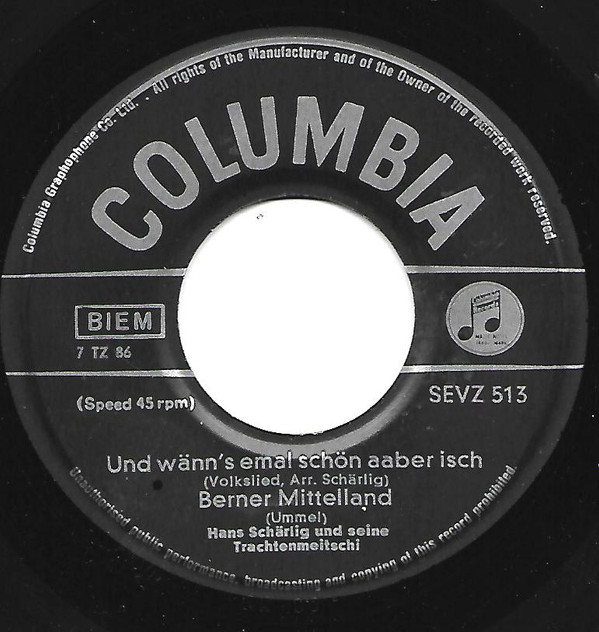 Columbia Graphophone Co. Ltd. . All rights of the Manufacturer and of the Owner of the recorded work reserved.
COLUMBIA
BIEM
7 TZ 86
(Speed 45 rpm)
SEVZ 513
Und wänn's emal schön aaber isch
(Volkslied, Arr. Schärlig)
Berner Mittelland
(Ummel)
Hans Schärlig und seine
Trachtenmeitschi
Unauthorised public performance, broadcasting and copying of this record prohibited.